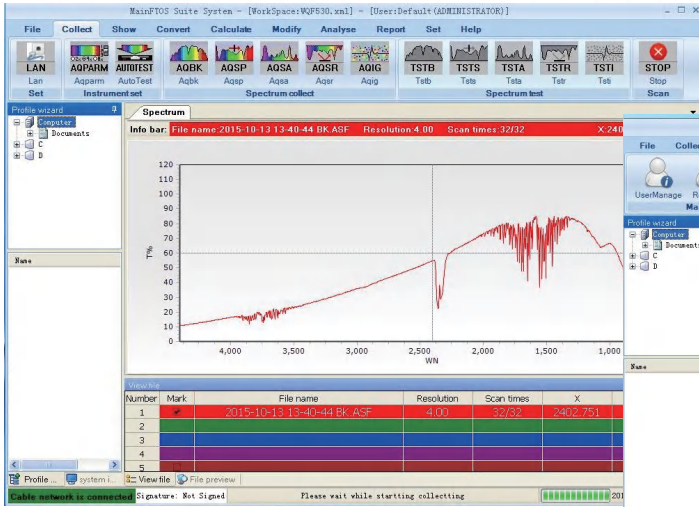 MainFTOS Suite System - [WorkSpace:WQF530.xml] - [User:Default(ADMINISTRATOR)]
File Collect Show Convert Calculate Modify Analyse Report Set Help
LAN AQPARM AUTOTEST AQBK AQSP AQSA AQSR AQIG TSTB TSTS TSTA TSTR TSTI STOP
Lan Aqparm AutoTest Aqbk Aqsp Aqsa Aqsr Aqig Tstb Tsts Tsta Tstr Tsti Stop
Set Instrument set Spectrum collect Spectrum test Scan
Profile wizard
Computer
Documents
C
D
Name
Spectrum
Info bar: File name:2015-10-13 13-40-44 BK.ASF Resolution:4.00 Scan times:32/32 X:240
120
110
100
90
80
70
60
50
40
30
20
10
0
T%
4,000 3,500 3,000 2,500 2,000 1,500 1,000
WN
View file
Number Mark File name Resolution Scan times X
1 2015-10-13 13-40-44 BK.ASF 4.00 32/32 2402.751
2
3
4
5
Profile ... system i... View file File preview
Cable network is connected Signature: Not Signed Please wait while startting collectting 201
File Collec
UserManage R
Ma
Profile wizard
Computer
Documents
C
D
Name